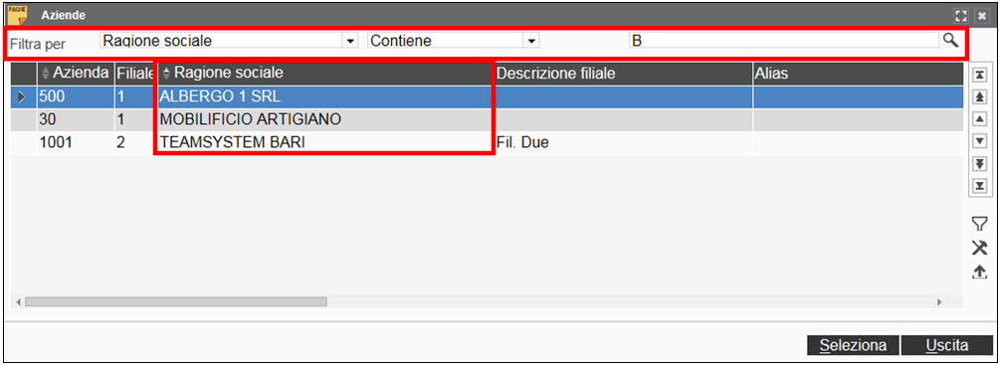 PAGHE Aziende
Filtra per Ragione sociale Contiene B
Azienda Filiale Ragione sociale Descrizione filiale Alias
500 1 ALBERGO 1 SRL
30 1 MOBILIFICIO ARTIGIANO
1001 2 TEAMSYSTEM BARI Fil. Due
Seleziona Uscita